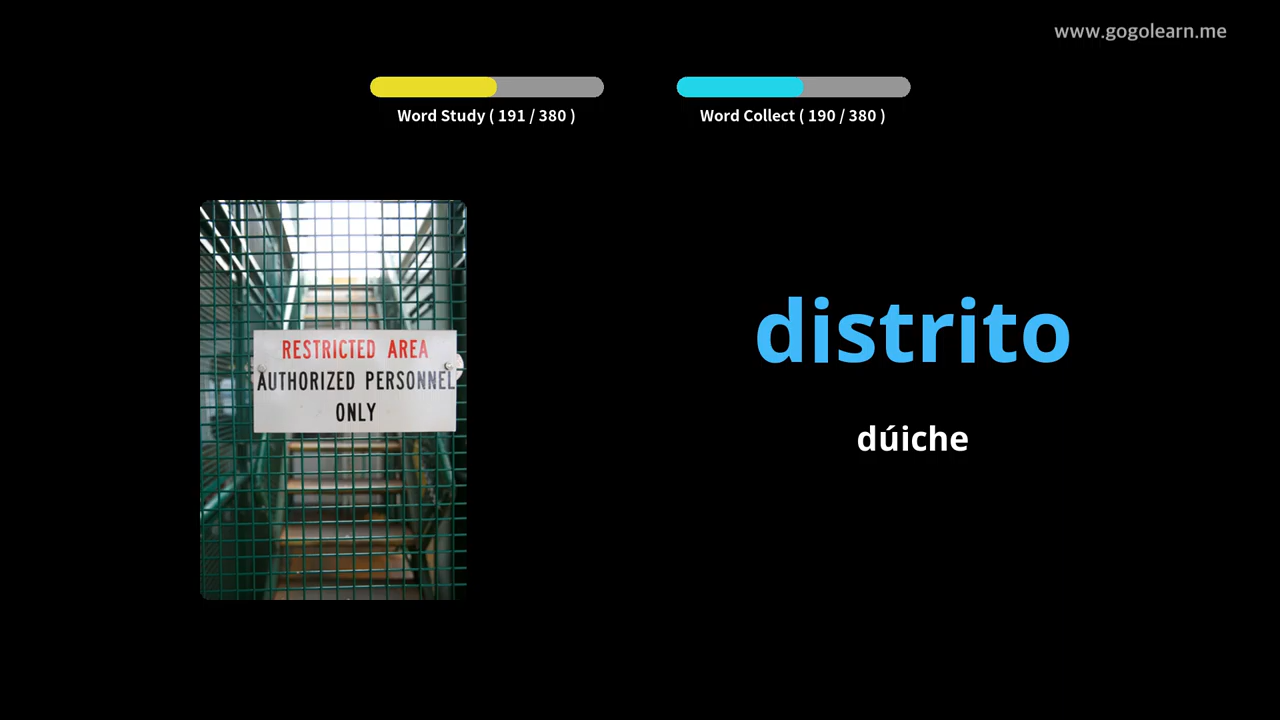 www.gogolearn.me
Word Study ( 191 / 380 )
Word Collect ( 190 / 380 )
RESTRICTED AREA
AUTHORIZED PERSONNEL
ONLY
distrito
dúiche